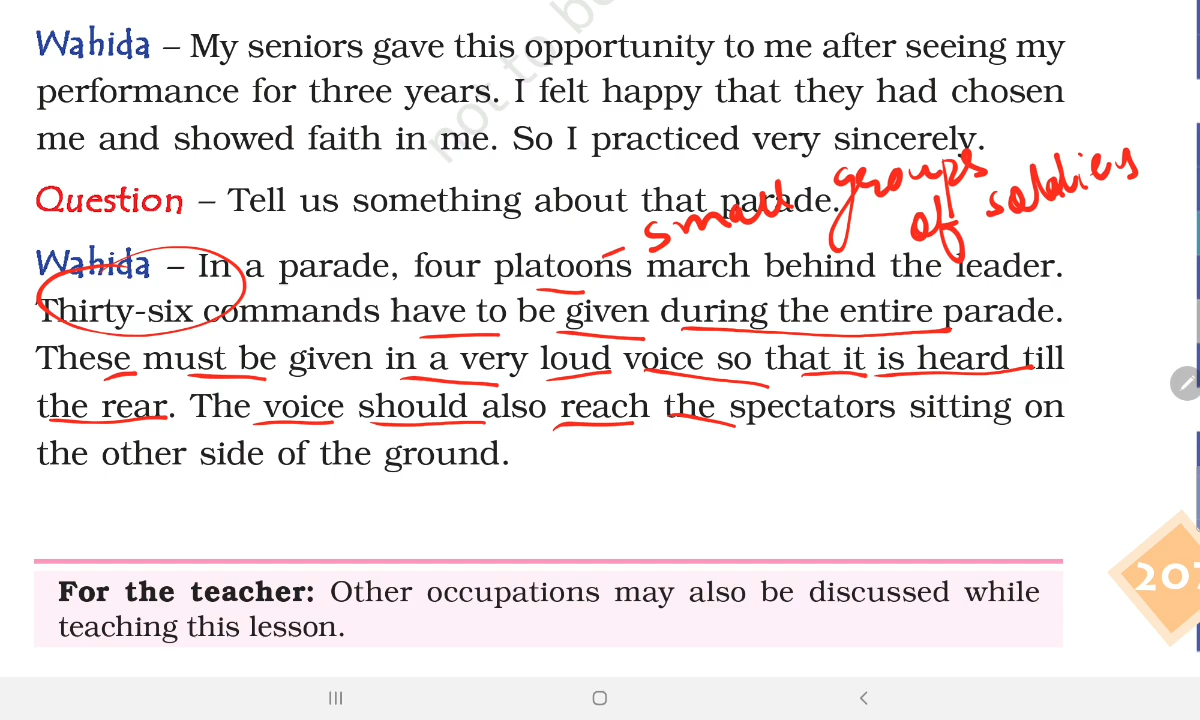 Wahida – My seniors gave this opportunity to me after seeing my
performance for three years. I felt happy that they had chosen
me and showed faith in me. So I practiced very sincerely.
Question – Tell us something about that parade.
– small groups of soldiers
Wahida – In a parade, four platoons march behind the leader.
Thirty-six commands have to be given during the entire parade.
These must be given in a very loud voice so that it is heard till
the rear. The voice should also reach the spectators sitting on
the other side of the ground.
For the teacher: Other occupations may also be discussed while
teaching this lesson.
not to be